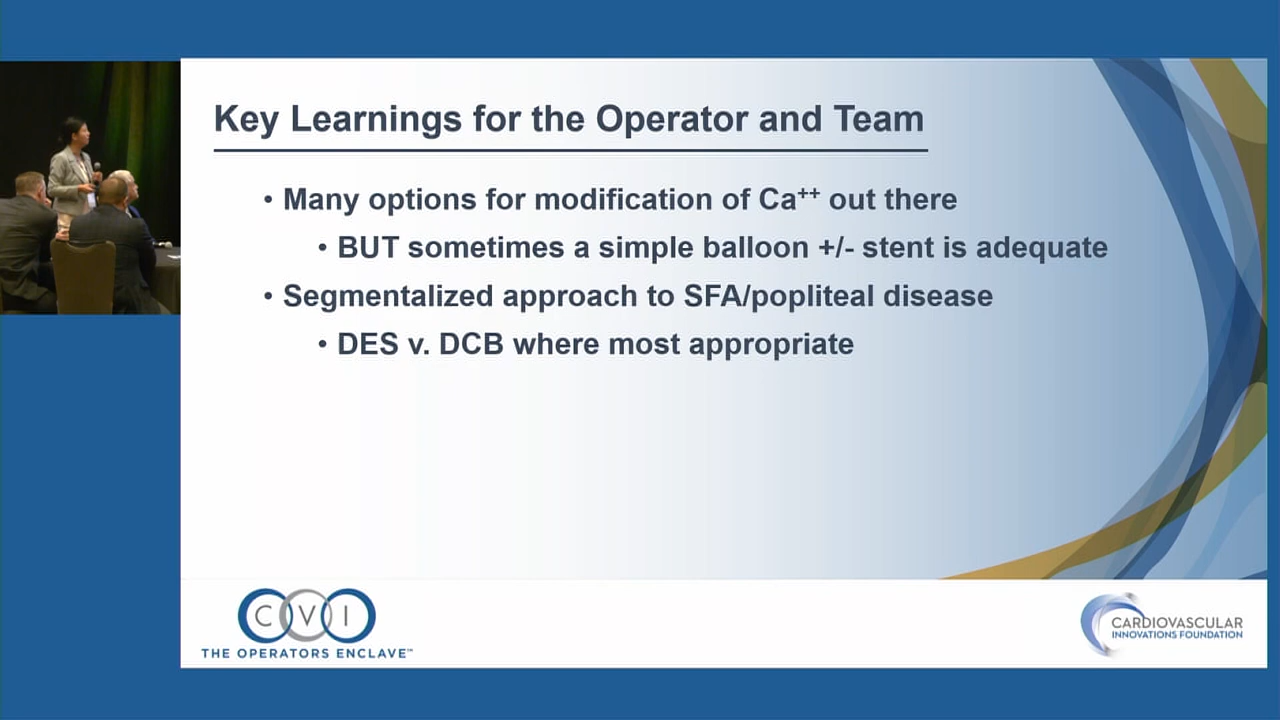 Key Learnings for the Operator and Team
• Many options for modification of Ca⁺⁺ out there
• BUT sometimes a simple balloon +/- stent is adequate
• Segmentalized approach to SFA/popliteal disease
• DES v. DCB where most appropriate
CVI
THE OPERATORS ENCLAVE™
CARDIOVASCULAR
INNOVATIONS FOUNDATION